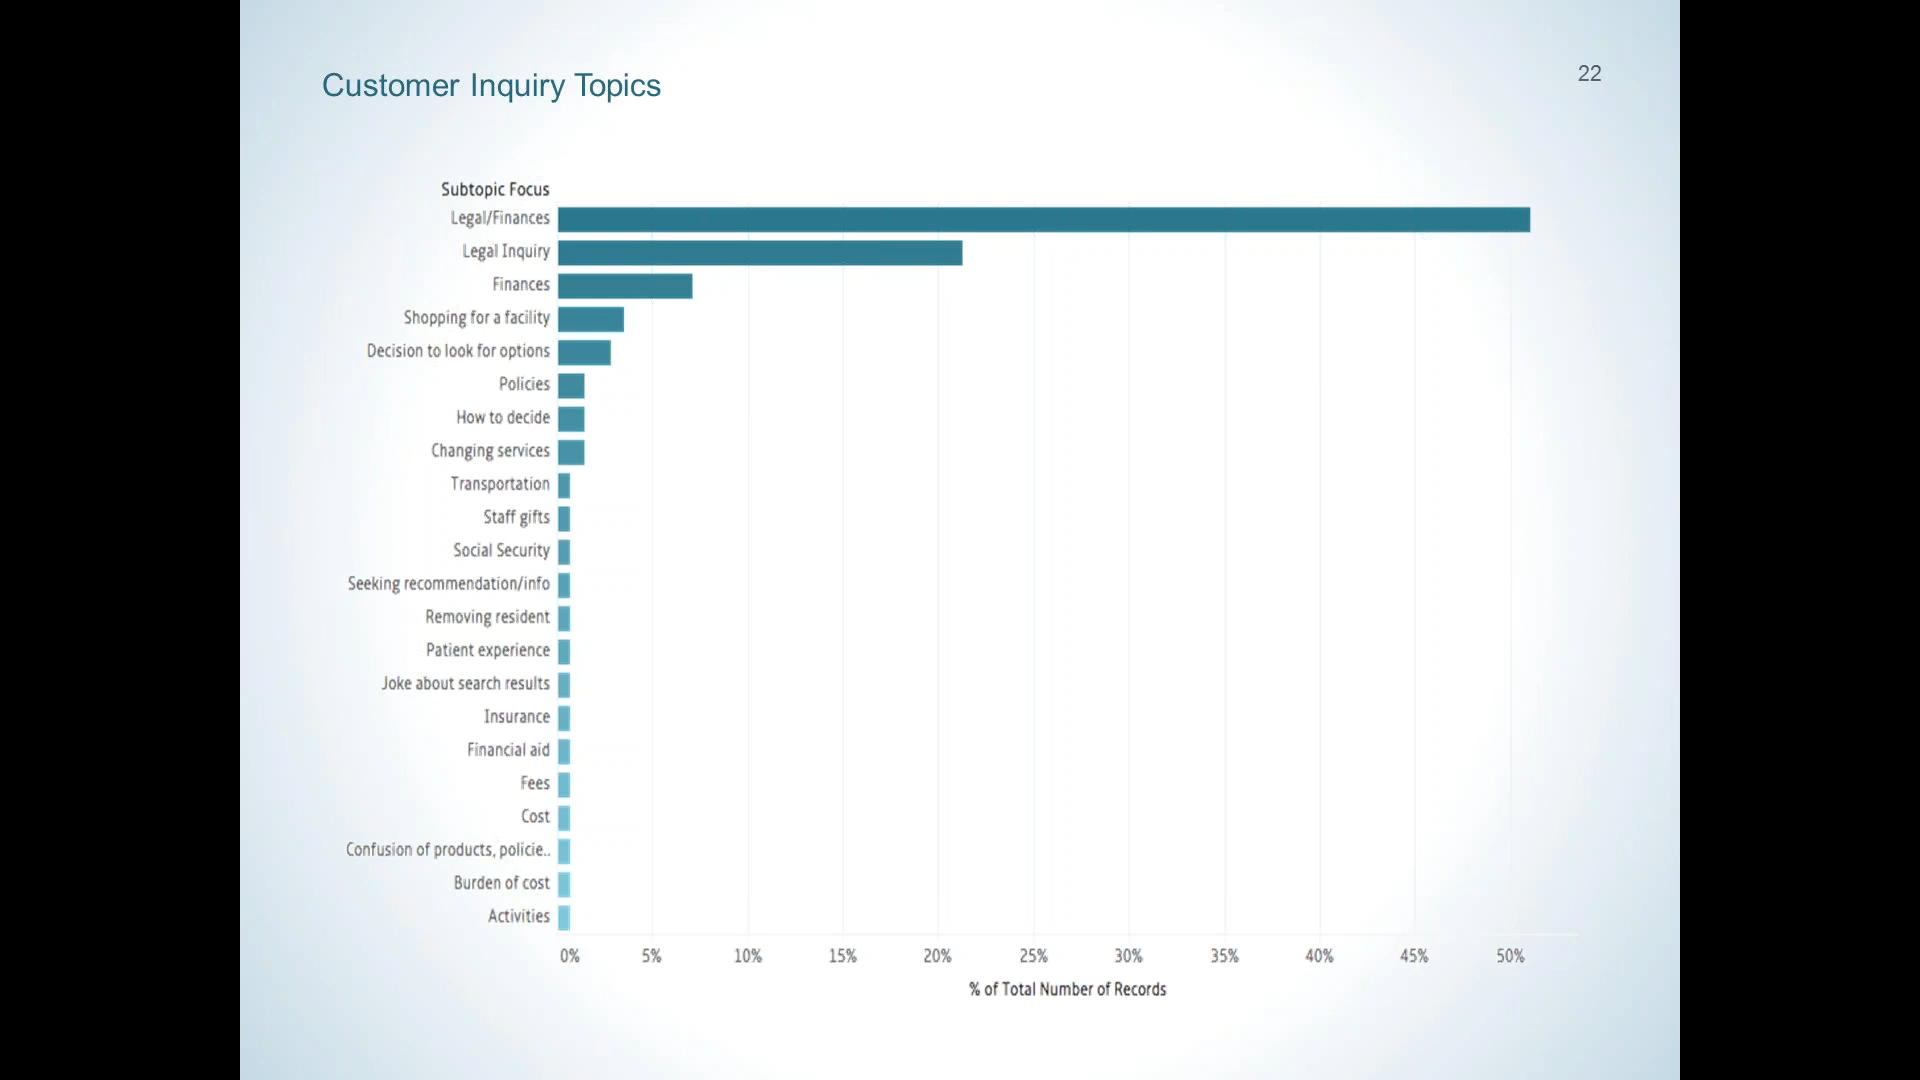 Customer Inquiry Topics
22
Subtopic Focus
Legal/Finances
Legal Inquiry
Finances
Shopping for a facility
Decision to look for options
Policies
How to decide
Changing services
Transportation
Staff gifts
Social Security
Seeking recommendation/info
Removing resident
Patient experience
Joke about search results
Insurance
Financial aid
Fees
Cost
Confusion of products, policie..
Burden of cost
Activities
0% 5% 10% 15% 20% 25% 30% 35% 40% 45% 50%
% of Total Number of Records